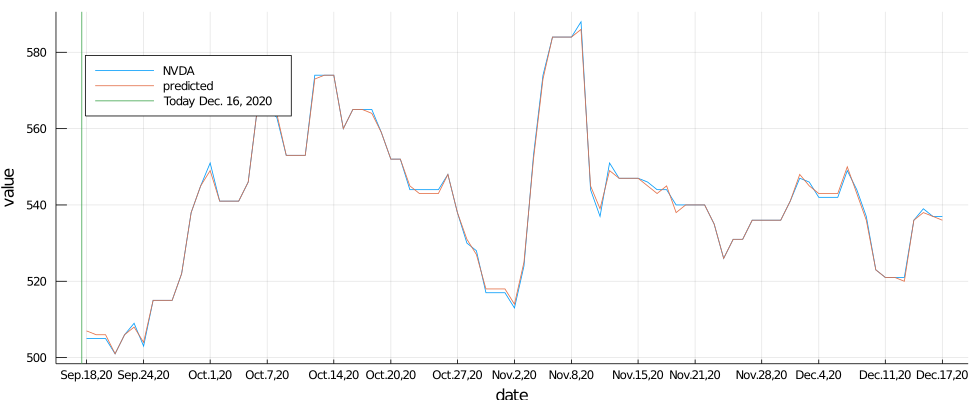 580
560
540
520
500
value
NVDA
predicted
Today Dec. 16, 2020
Sep.18,20 Sep.24,20 Oct.1,20 Oct.7,20 Oct.14,20 Oct.20,20 Oct.27,20 Nov.2,20 Nov.8,20 Nov.15,20 Nov.21,20 Nov.28,20 Dec.4,20 Dec.11,20 Dec.17,20
date